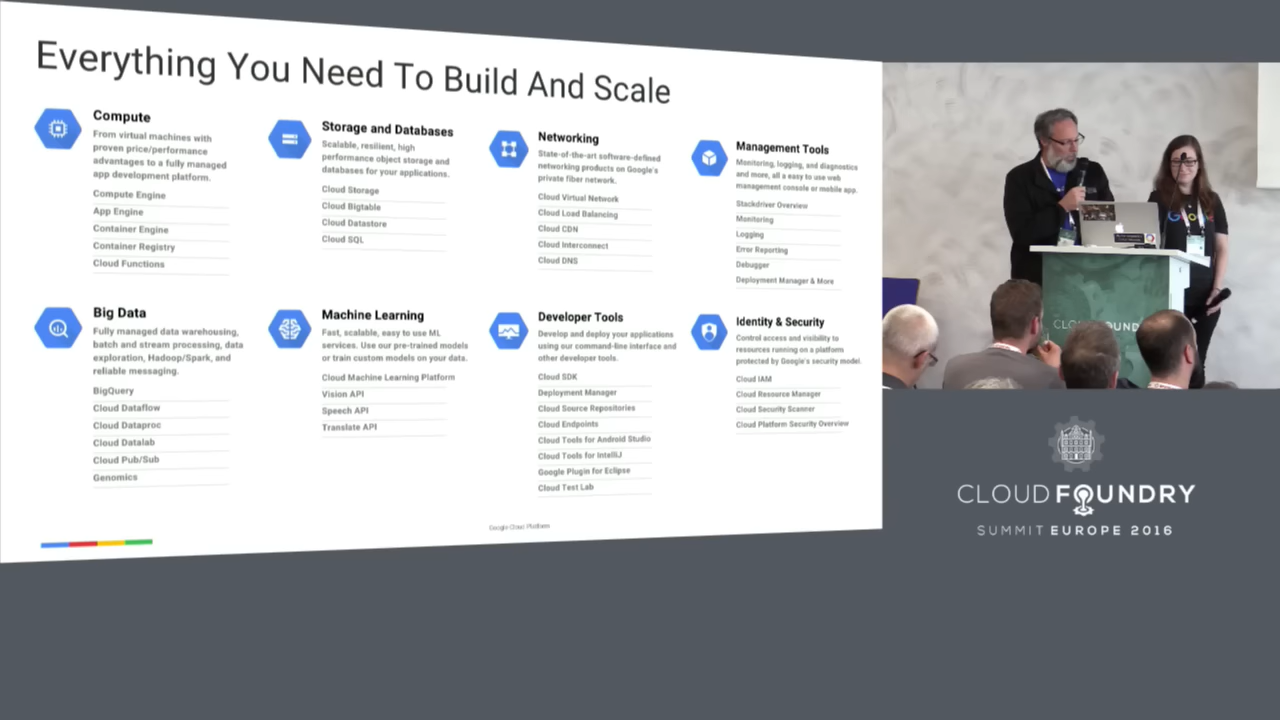 Everything You Need To Build And Scale
Compute
From virtual machines with
proven price/performance
advantages to a fully managed
app development platform.
Compute Engine
App Engine
Container Engine
Container Registry
Cloud Functions
Storage and Databases
Scalable, resilient, high
performance object storage and
databases for your applications.
Cloud Storage
Cloud Bigtable
Cloud Datastore
Cloud SQL
Networking
State-of-the-art software-defined
networking products on Google's
private fiber network.
Cloud Virtual Network
Cloud Load Balancing
Cloud CDN
Cloud Interconnect
Cloud DNS
Management Tools
Monitoring, logging, and diagnostics
and more, all a easy to use web
management console or mobile app.
Stackdriver Overview
Monitoring
Logging
Error Reporting
Debugger
Deployment Manager & More
Big Data
Fully managed data warehousing,
batch and stream processing, data
exploration, Hadoop/Spark, and
reliable messaging.
BigQuery
Cloud Dataflow
Cloud Dataproc
Cloud Datalab
Cloud Pub/Sub
Genomics
Machine Learning
Fast, scalable, easy to use ML
services. Use our pre-trained models
or train custom models on your data.
Cloud Machine Learning Platform
Vision API
Speech API
Translate API
Developer Tools
Develop and deploy your applications
using our command-line interface and
other developer tools.
Cloud SDK
Deployment Manager
Cloud Source Repositories
Cloud Endpoints
Cloud Tools for Android Studio
Cloud Tools for IntelliJ
Google Plugin for Eclipse
Cloud Test Lab
Identity & Security
Control access and visibility to
resources running on a platform
protected by Google's security model.
Cloud IAM
Cloud Resource Manager
Cloud Security Scanner
Cloud Platform Security Overview
Google Cloud Platform
CLOUD FOUNDRY
SUMMIT EUROPE 2016